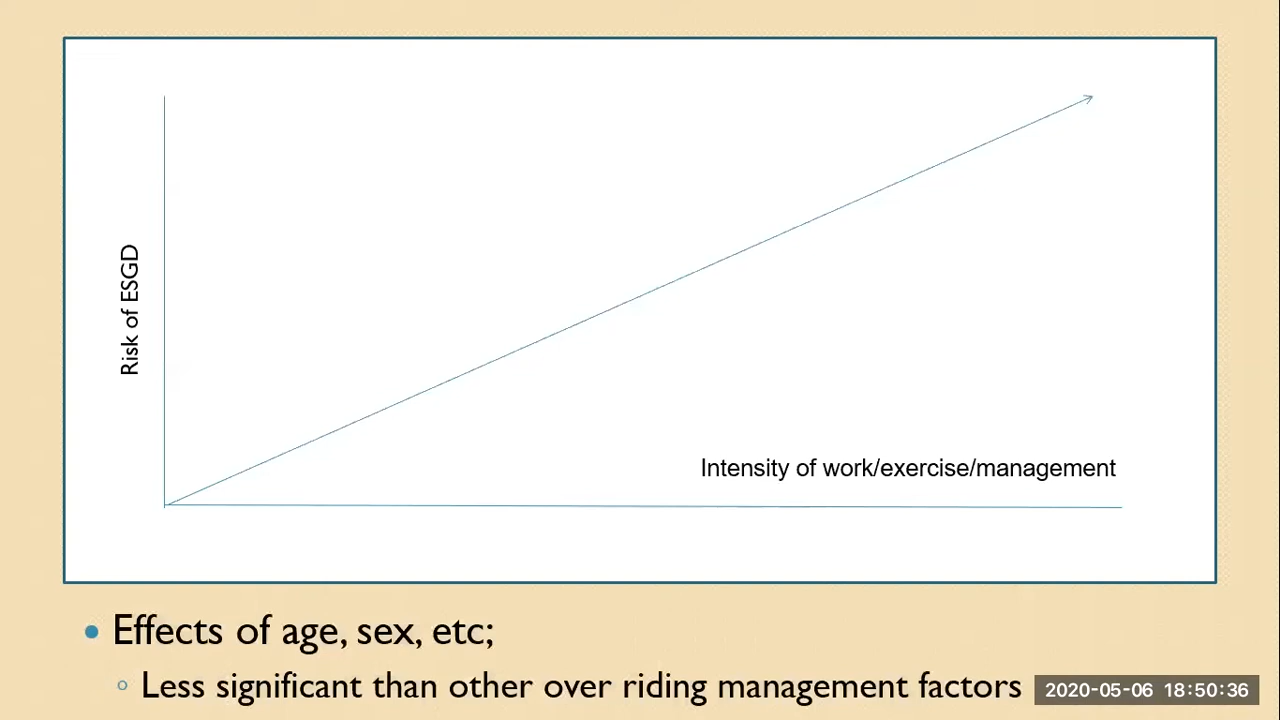 Risk of ESGD
Intensity of work/exercise/management
Effects of age, sex, etc;
Less significant than other over riding management factors
2020-05-06 18:50:36